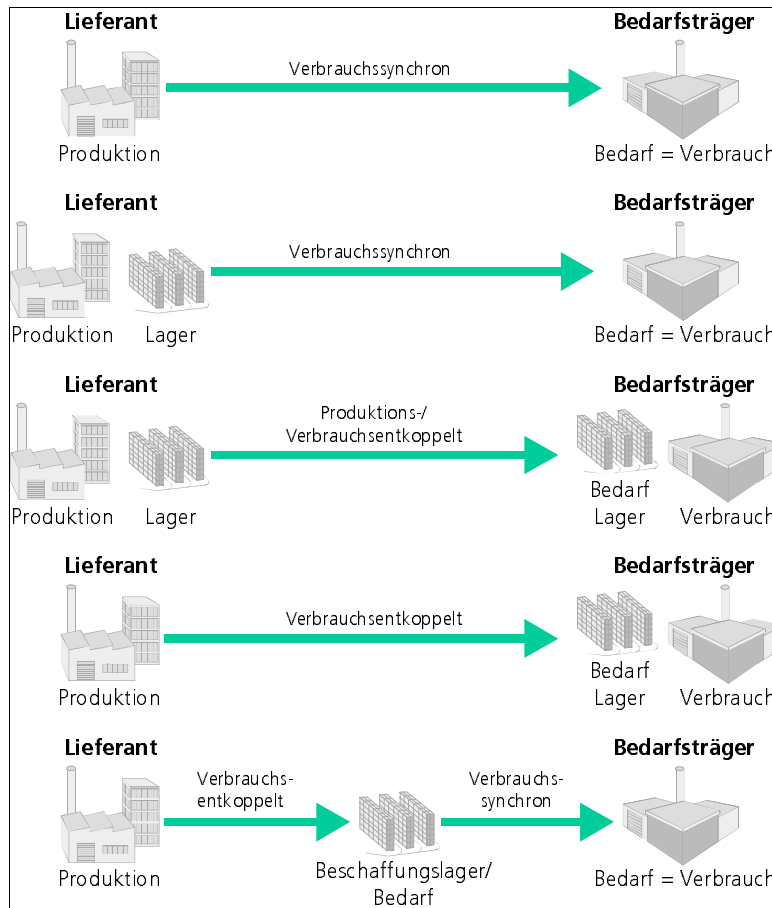 Lieferant
Bedarfsträger
Verbrauchssynchron
Produktion
Bedarf = Verbrauch
Lieferant
Bedarfsträger
Verbrauchssynchron
Produktion
Lager
Bedarf = Verbrauch
Lieferant
Bedarfsträger
Produktions-/
Verbrauchsentkoppelt
Produktion
Lager
Bedarf
Lager
Verbrauch
Lieferant
Bedarfsträger
Verbrauchsentkoppelt
Produktion
Bedarf
Lager
Verbrauch
Lieferant
Bedarfsträger
Verbrauchs-
entkoppelt
Verbrauchs-
synchron
Produktion
Beschaffungslager/
Bedarf
Bedarf = Verbrauch